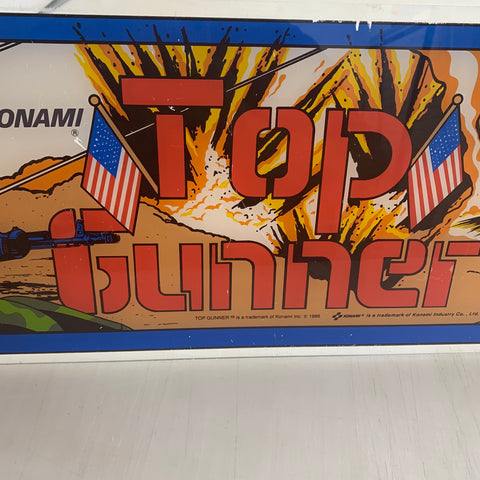 KONAMI
®
Top
Gunner
TOP GUNNER ™ is a trademark of Konami Inc. © 1986 KONAMI® is a trademark of Konami Industry Co., Ltd.